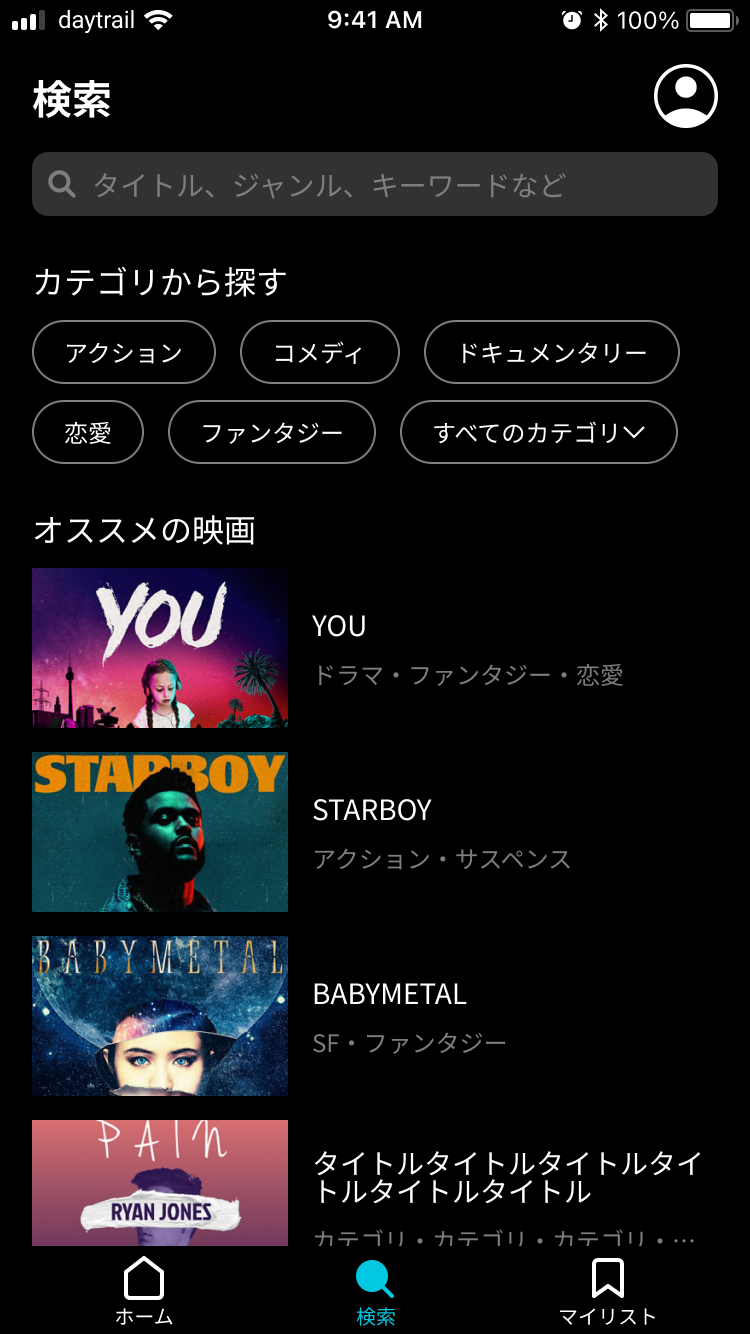 daytrail 9:41 AM 100%
検索
タイトル、ジャンル、キーワードなど
カテゴリから探す
アクション コメディ ドキュメンタリー
恋愛 ファンタジー すべてのカテゴリ
オススメの映画
YOU
YOU
ドラマ・ファンタジー・恋愛
STARBOY
STARBOY
アクション・サスペンス
BABYMETAL
BABYMETAL
SF・ファンタジー
PAIN
RYAN JONES
タイトルタイトルタイトルタイ
トルタイトルタイトル
カテゴリ・カテゴリ・カテゴリ・…
ホーム 検索 マイリスト